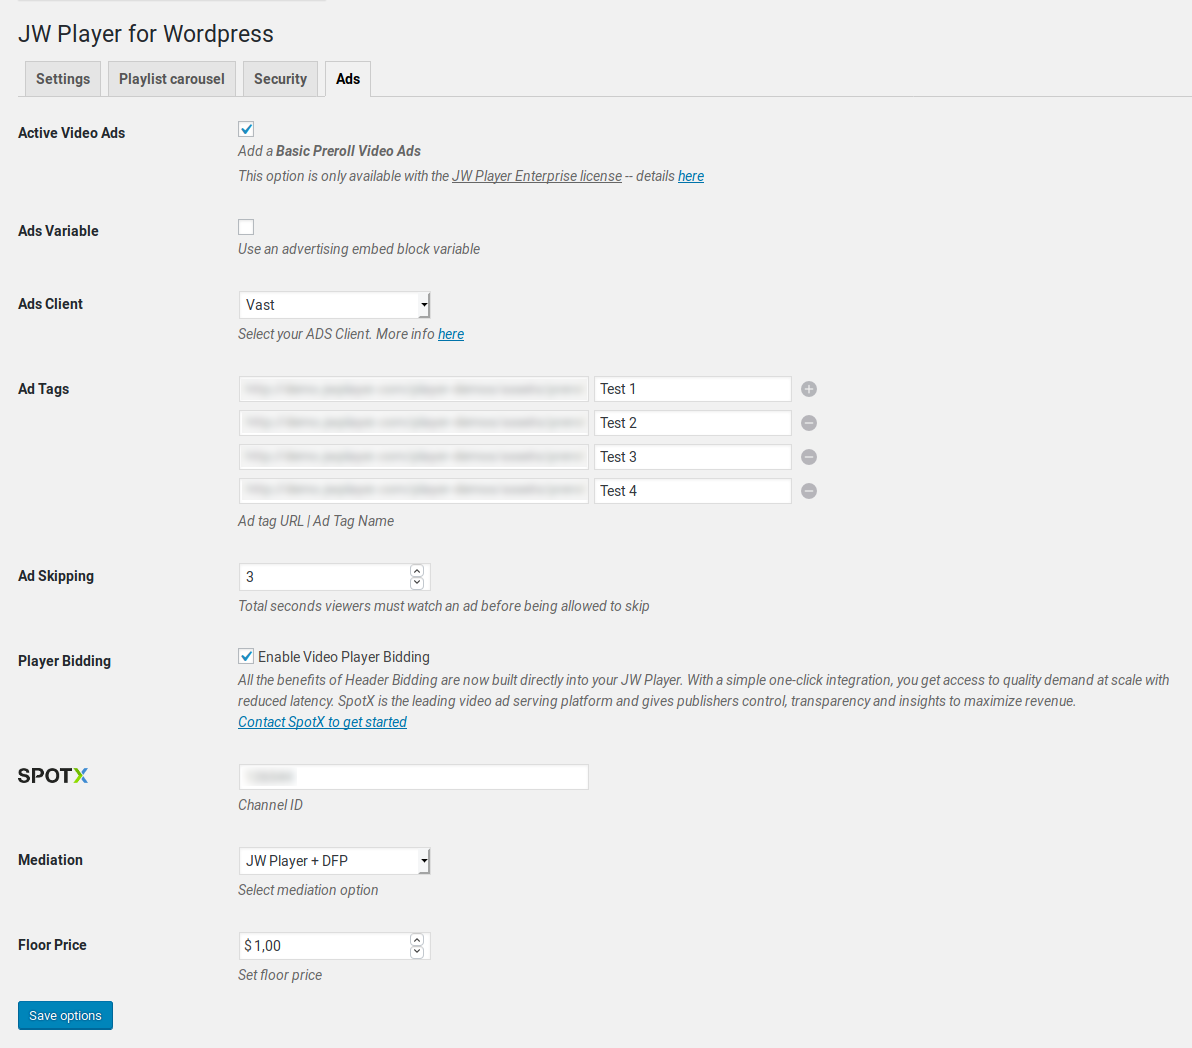 JW Player for Wordpress
Settings Playlist carousel Security Ads
Active Video Ads
Add a Basic Preroll Video Ads
This option is only available with the JW Player Enterprise license -- details here
Ads Variable
Use an advertising embed block variable
Ads Client Vast
Select your ADS Client. More info here
Ad Tags Test 1
Test 2
Test 3
Test 4
Ad tag URL | Ad Tag Name
Ad Skipping 3
Total seconds viewers must watch an ad before being allowed to skip
Player Bidding Enable Video Player Bidding
All the benefits of Header Bidding are now built directly into your JW Player. With a simple one-click integration, you get access to quality demand at scale with
reduced latency. SpotX is the leading video ad serving platform and gives publishers control, transparency and insights to maximize revenue.
Contact SpotX to get started
SPOTX
Channel ID
Mediation JW Player + DFP
Select mediation option
Floor Price $ 1,00
Set floor price
Save options